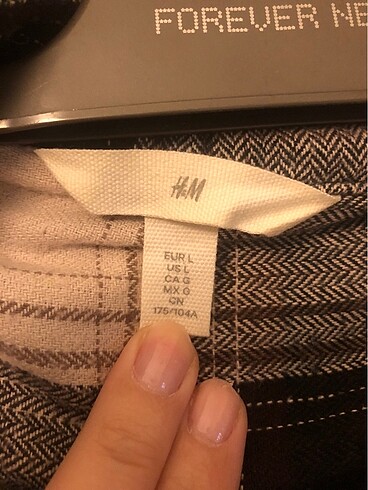 FOREVER NE
H&M
EUR L
US L
CA G
MX G
CN
175/104A